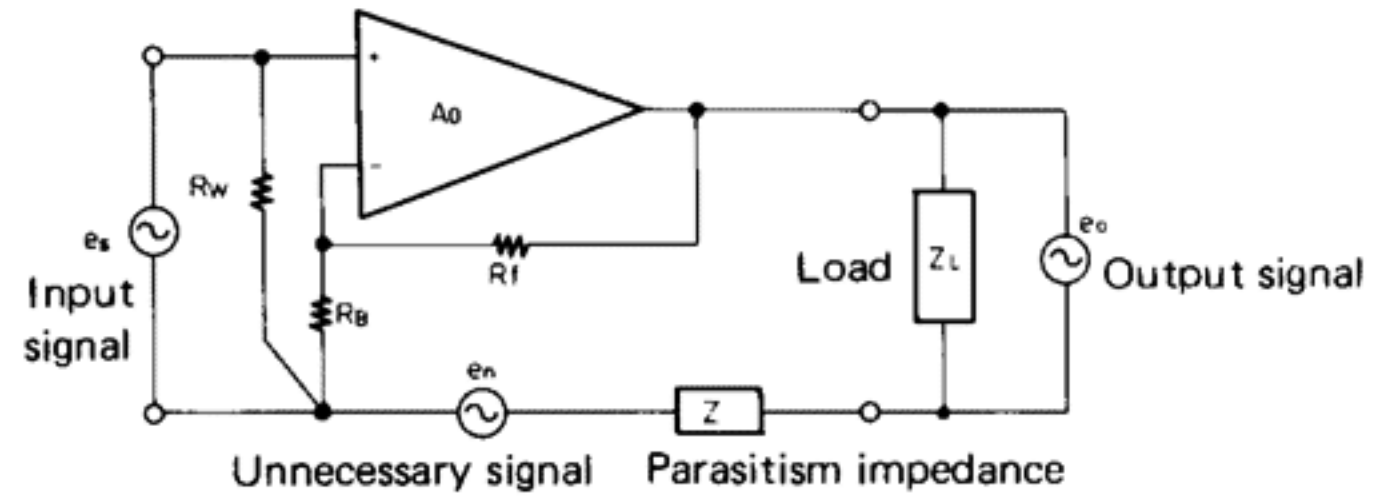 +
A0
-
Rw
es
Input
signal
Rf
RB
en
Unnecessary signal
Z
Parasitism impedance
Load
ZL
eo
Output signal